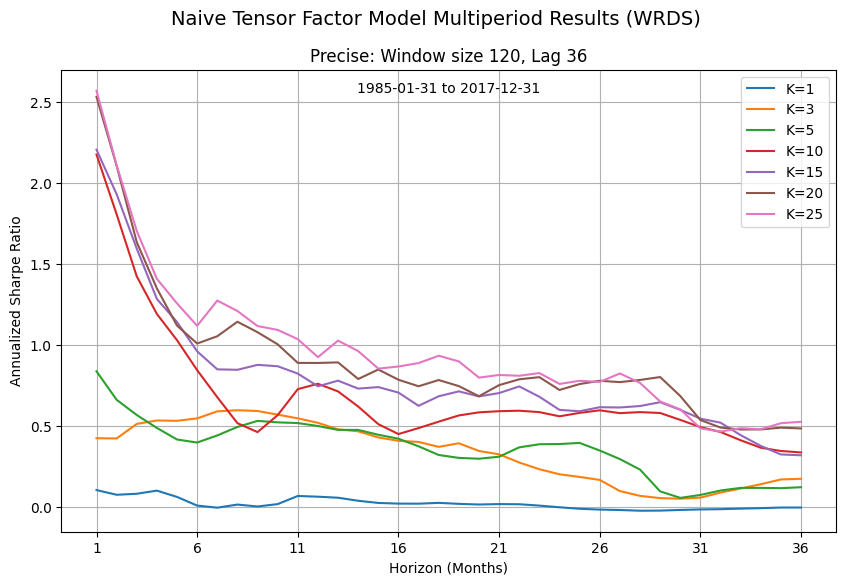 Naive Tensor Factor Model Multiperiod Results (WRDS)
Precise: Window size 120, Lag 36
1985-01-31 to 2017-12-31
K=1
K=3
K=5
K=10
K=15
K=20
K=25
Annualized Sharpe Ratio
2.5
2.0
1.5
1.0
0.5
0.0
1 6 11 16 21 26 31 36
Horizon (Months)